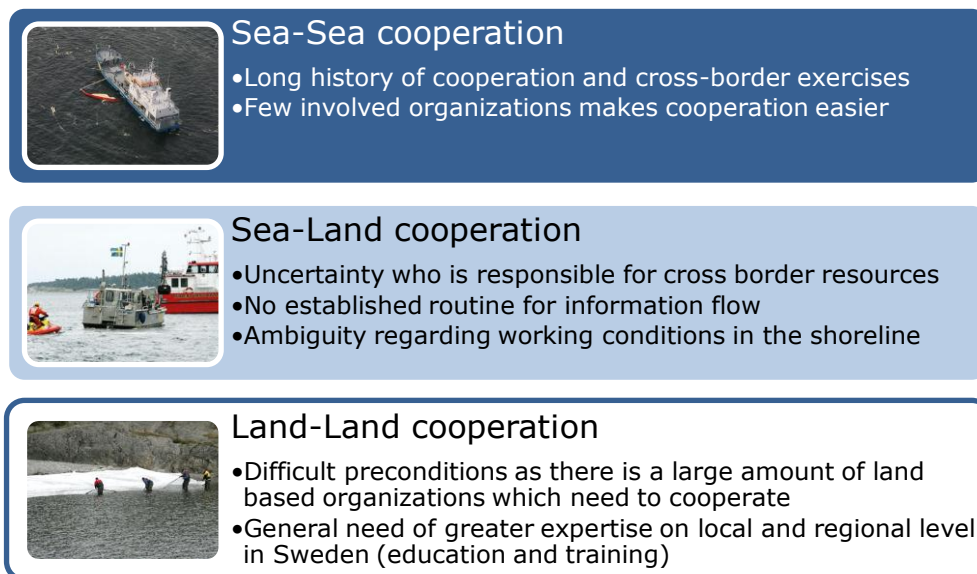 Sea-Sea cooperation
•Long history of cooperation and cross-border exercises
•Few involved organizations makes cooperation easier
Sea-Land cooperation
•Uncertainty who is responsible for cross border resources
•No established routine for information flow
•Ambiguity regarding working conditions in the shoreline
Land-Land cooperation
•Difficult preconditions as there is a large amount of land
based organizations which need to cooperate
•General need of greater expertise on local and regional level
in Sweden (education and training)